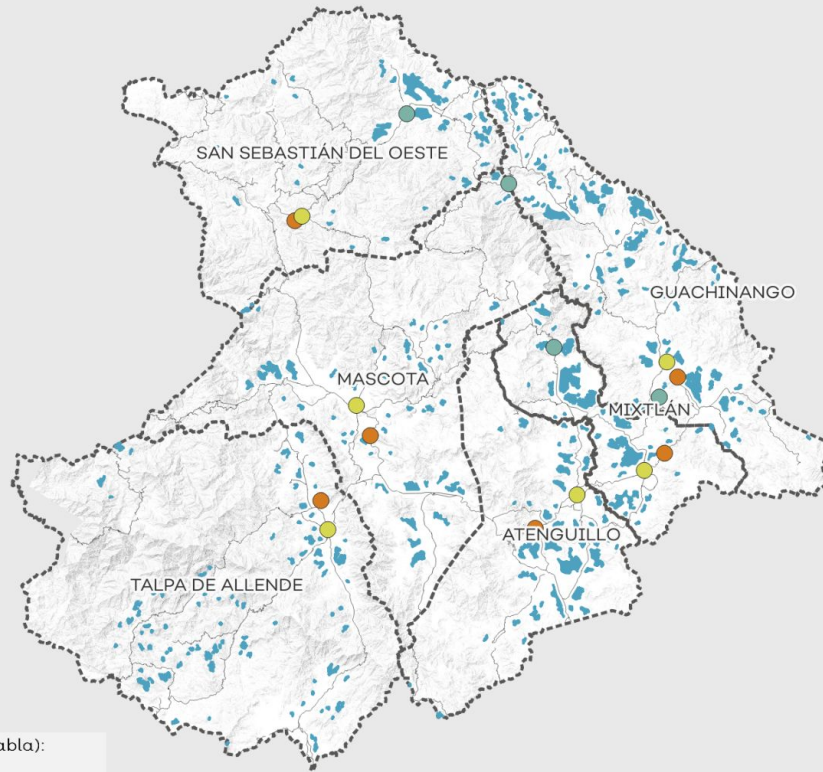 SAN SEBASTIÁN DEL OESTE
GUACHINANGO
MASCOTA
MIXTLÁN
ATENGUILLO
TALPA DE ALLENDE
abla):